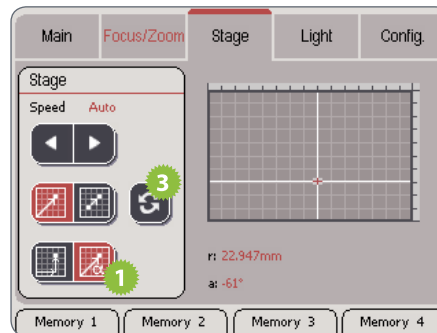 Main Focus/Zoom Stage Light Config.
Stage
Speed Auto
3
1
r: 22.947mm
a: -61°
Memory 1 Memory 2 Memory 3 Memory 4